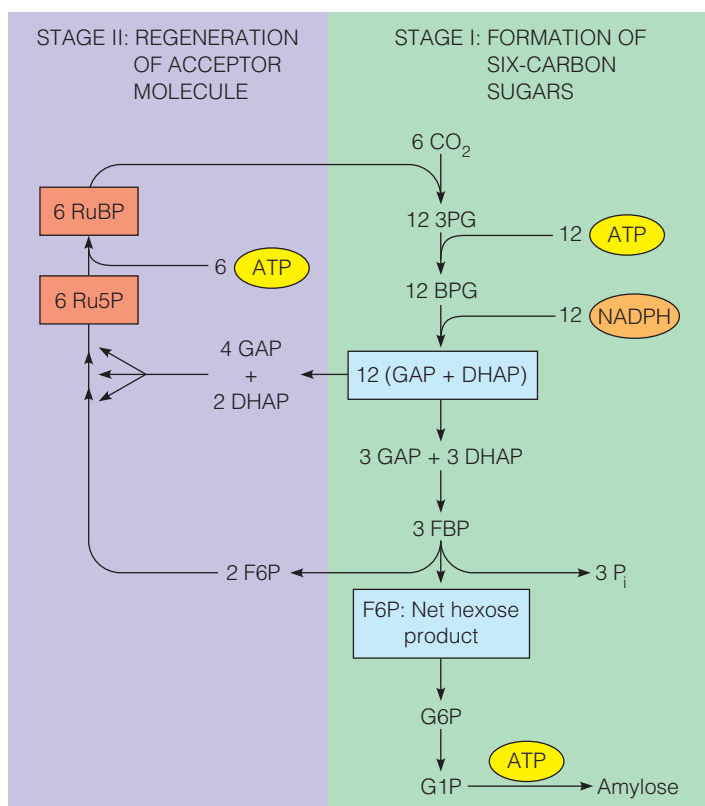 STAGE II: REGENERATION
OF ACCEPTOR
MOLECULE
STAGE I: FORMATION OF
SIX-CARBON
SUGARS
6 CO₂
6 RuBP
12 3PG
12 ATP
6 ATP
12 BPG
6 Ru5P
12 NADPH
4 GAP
+
2 DHAP
12 (GAP + DHAP)
3 GAP + 3 DHAP
3 FBP
2 F6P
3 Pᵢ
F6P: Net hexose
product
G6P
ATP
G1P
Amylose